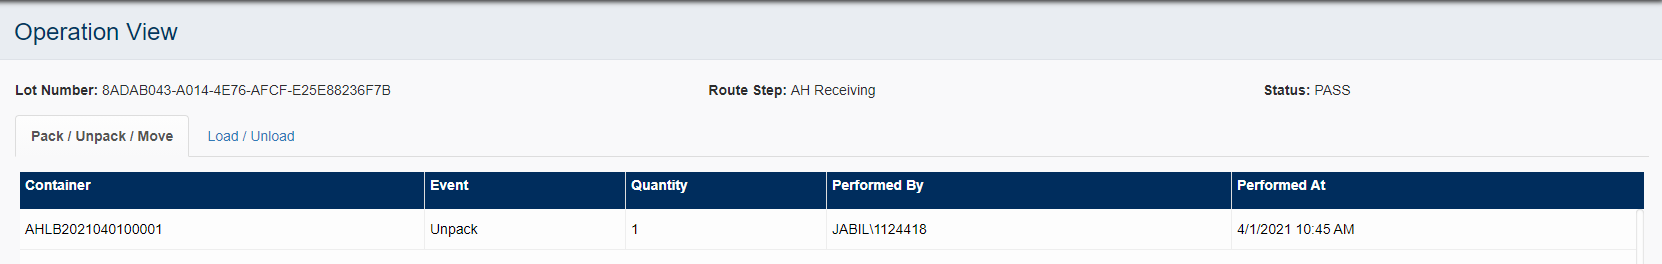 Operation View
Lot Number: 8ADAB043-A014-4E76-AFCF-E25E88236F7B Route Step: AH Receiving Status: PASS
Pack / Unpack / Move Load / Unload
Container Event Quantity Performed By Performed At
AHLB2021040100001 Unpack 1 JABIL\1124418 4/1/2021 10:45 AM